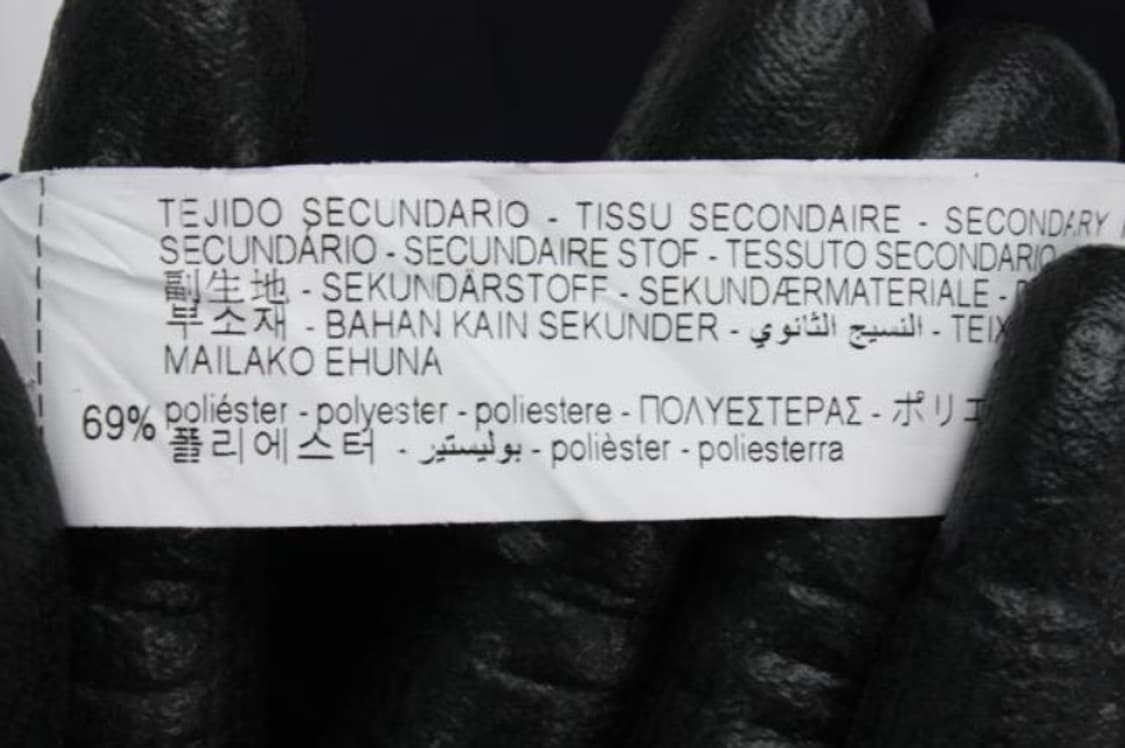 TEJIDO SECUNDARIO - TISSU SECONDAIRE - SECONDARY
SECUNDÁRIO - SECUNDAIRE STOF - TESSUTO SECONDARIO
副生地 - SEKUNDÄRSTOFF - SEKUNDÆRMATERIALE -
부소재 - BAHAN KAIN SEKUNDER - النسيج الثانوي -
MAILAKO EHUNA
69% poliéster - polyester - poliestere - ΠΟΛΥΕΣΤΕΡΑΣ -
폴리에스터 - بوليستير - polièster - poliesterra